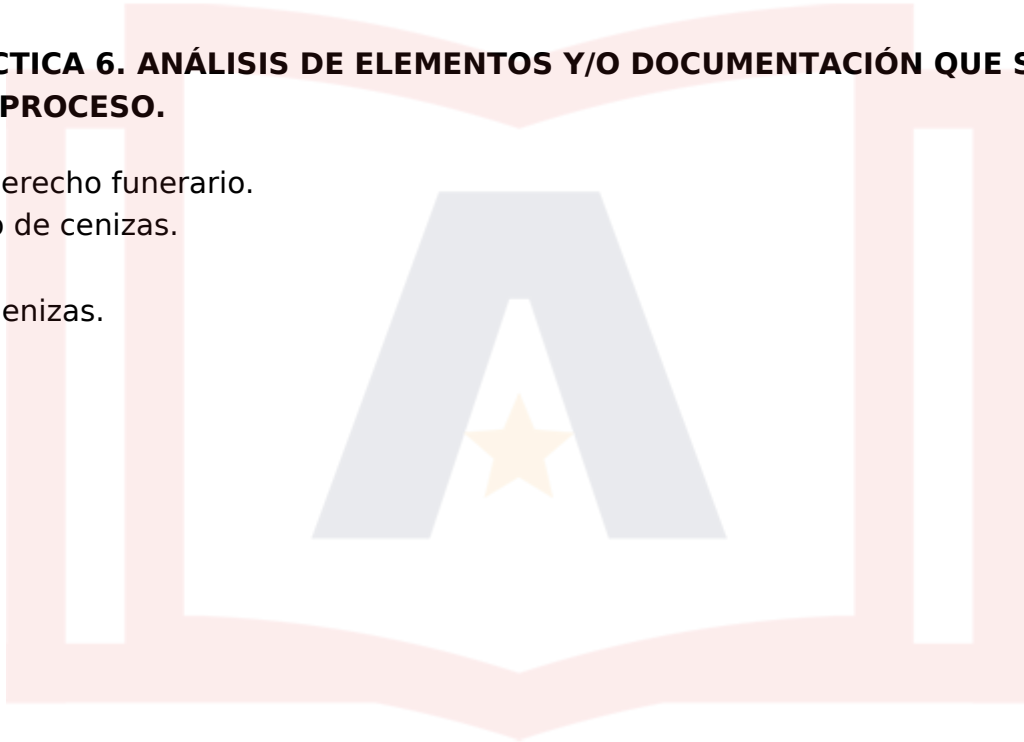 CTICA 6. ANÁLISIS DE ELEMENTOS Y/O DOCUMENTACIÓN QUE S
PROCESO.
erecho funerario.
o de cenizas.
enizas.